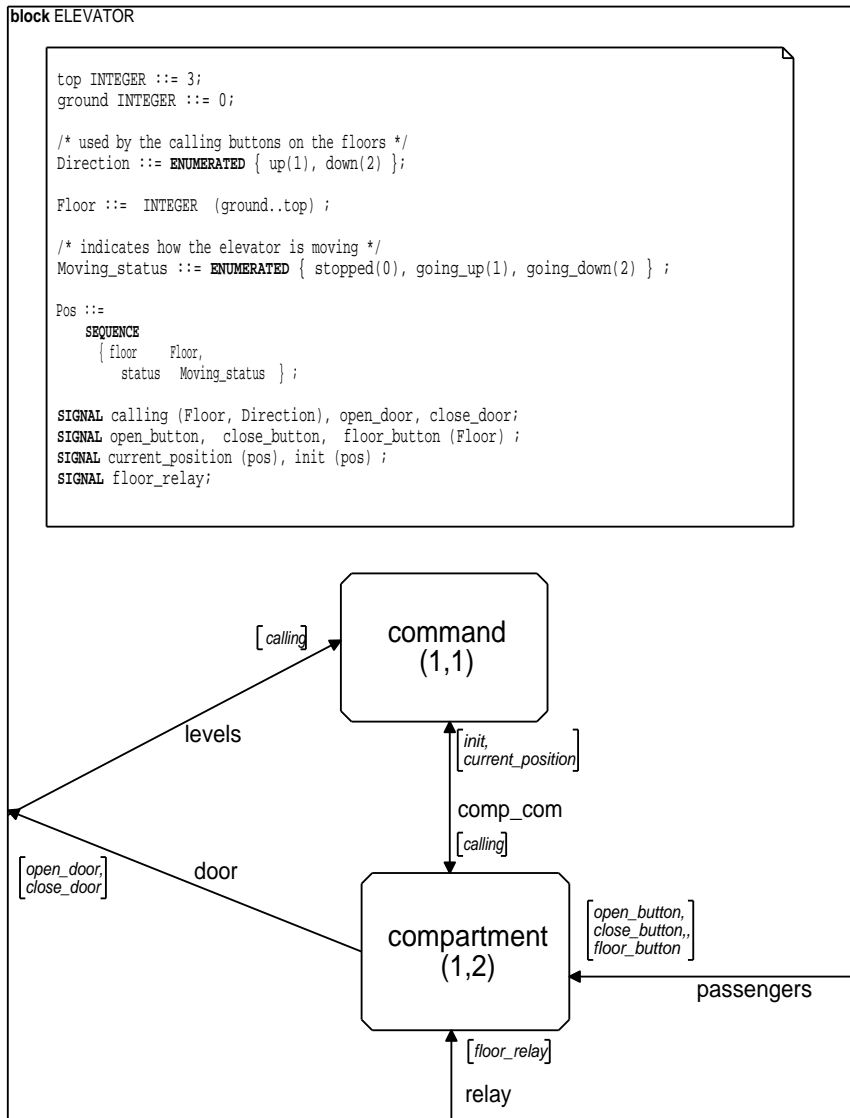 block ELEVATOR
top INTEGER ::= 3;
ground INTEGER ::= 0;
/* used by the calling buttons on the floors */
Direction ::= ENUMERATED { up(1), down(2) };
Floor ::= INTEGER (ground..top) ;
/* indicates how the elevator is moving */
Moving_status ::= ENUMERATED { stopped(0), going_up(1), going_down(2) } ;
Pos ::=
SEQUENCE
{ floor Floor,
status Moving_status } ;
SIGNAL calling (Floor, Direction), open_door, close_door;
SIGNAL open_button, close_button, floor_button (Floor) ;
SIGNAL current_position (pos), init (pos) ;
SIGNAL floor_relay;
command
(1,1)
[calling]
levels
[init,
current_position]
comp_com
[calling]
door
[open_door,
close_door]
compartment
(1,2)
[open_button,
close_button,,
floor_button]
passengers
[floor_relay]
relay